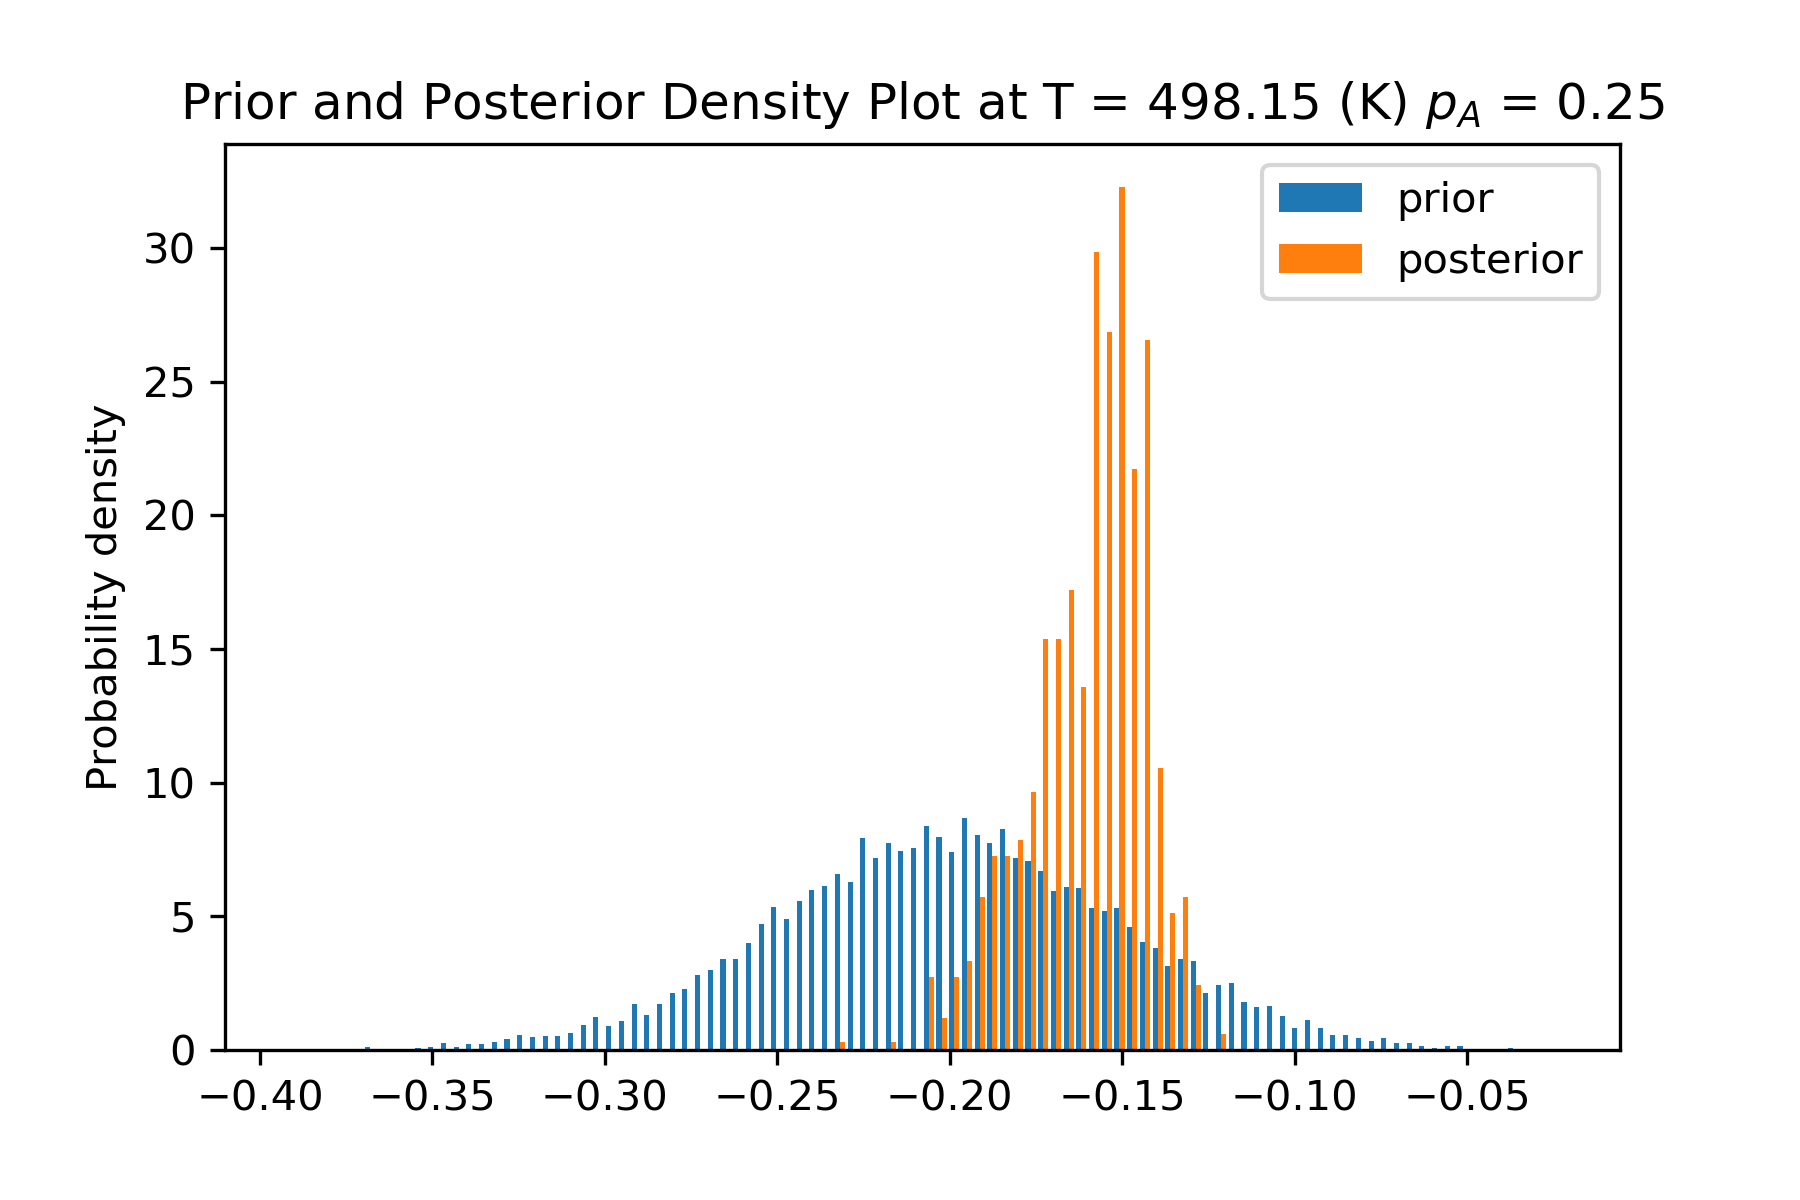 Prior and Posterior Density Plot at T = 498.15 (K) p_A = 0.25
prior
posterior
Probability density
30
25
20
15
10
5
0
−0.40 −0.35 −0.30 −0.25 −0.20 −0.15 −0.10 −0.05